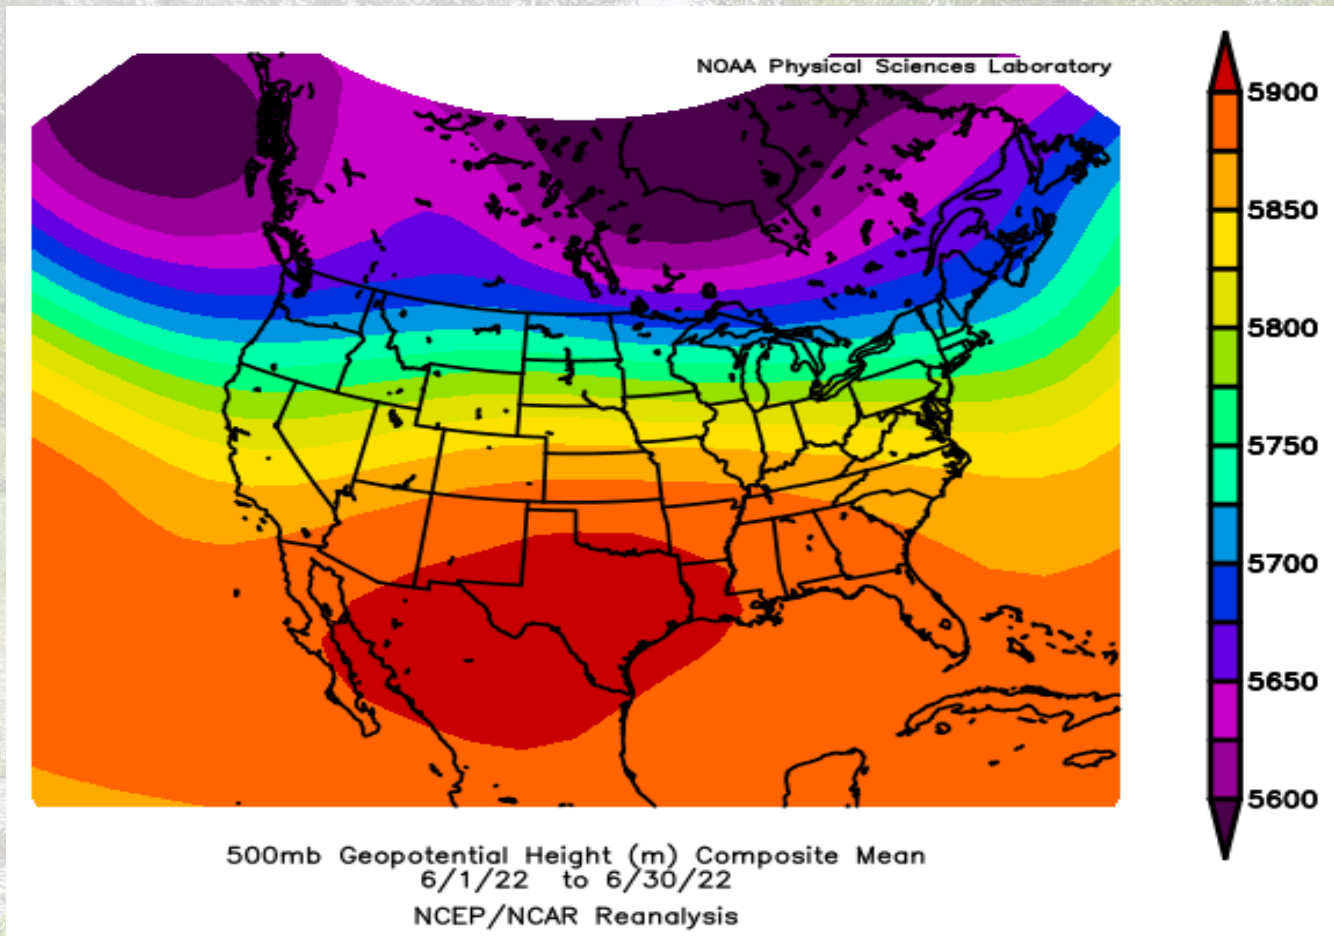 NOAA Physical Sciences Laboratory
5900
5850
5800
5750
5700
5650
5600
500mb Geopotential Height (m) Composite Mean
6/1/22 to 6/30/22
NCEP/NCAR Reanalysis